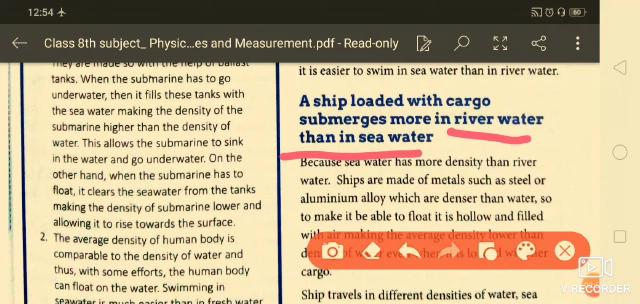 12:54
Class 8th subject_ Physic...es and Measurement.pdf - Read-only
They are made so with the help of ballast
tanks. When the submarine has to go
underwater, then it fills these tanks with
the sea water making the density of the
submarine higher than the density of
water. This allows the submarine to sink
in the water and go underwater. On the
other hand, when the submarine has to
float, it clears the seawater from the tanks
making the density of submarine lower and
allowing it to rise towards the surface.
2. The average density of human body is
comparable to the density of water and
thus, with some efforts, the human body
can float on the water. Swimming in
seawater is much easier than in fresh water
it is easier to swim in sea water than in river water.
A ship loaded with cargo
submerges more in river water
than in sea water
Because sea water has more density than river
water. Ships are made of metals such as steel or
aluminium alloy which are denser than water, so
to make it be able to float it is hollow and filled
with air making the average density lower than
cargo.
Ship travels in different densities of water, sea
V RECORDER